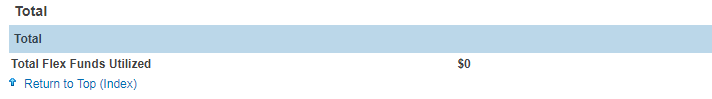 Total
Total
Total Flex Funds Utilized $0
Return to Top (Index)